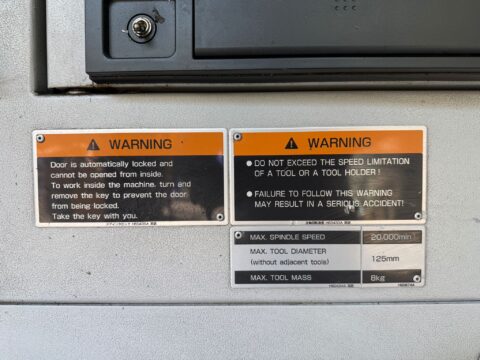 WARNING
Door is automatically locked and
cannot be opened from inside.
To work inside the machine, turn and
remove the key to prevent the door
from being locked.
Take the key with you.
WARNING
DO NOT EXCEED THE SPEED LIMITATION
OF A TOOL OR A TOOL HOLDER!
FAILURE TO FOLLOW THIS WARNING
MAY RESULT IN A SERIOUS ACCIDENT!
MAX. SPINDLE SPEED 20,000min
MAX. TOOL DIAMETER
(without adjacent tools) 125mm
MAX. TOOL MASS 8kg